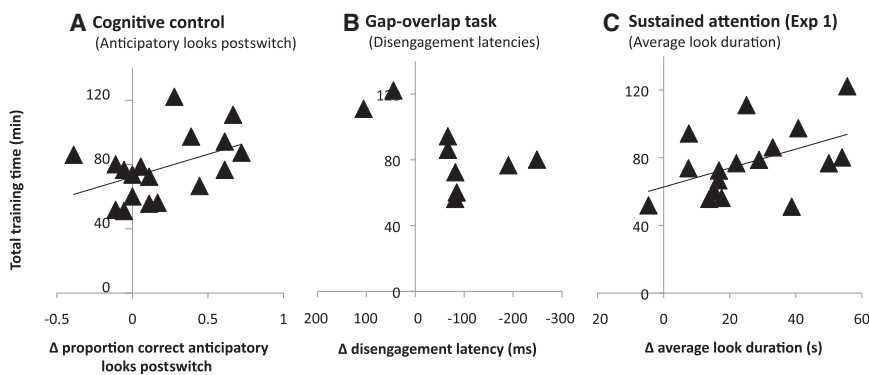 A Cognitive control
(Anticipatory looks postswitch)
Total training time (min)
120
80
40
0
-0.5 0 0.5 1
Δ proportion correct anticipatory
looks postswitch
B Gap-overlap task
(Disengagement latencies)
120
80
40
0
200 100 0 -100 -200 -300
Δ disengagement latency (ms)
C Sustained attention (Exp 1)
(Average look duration)
120
80
40
0
20 0 20 40 60
Δ average look duration (s)